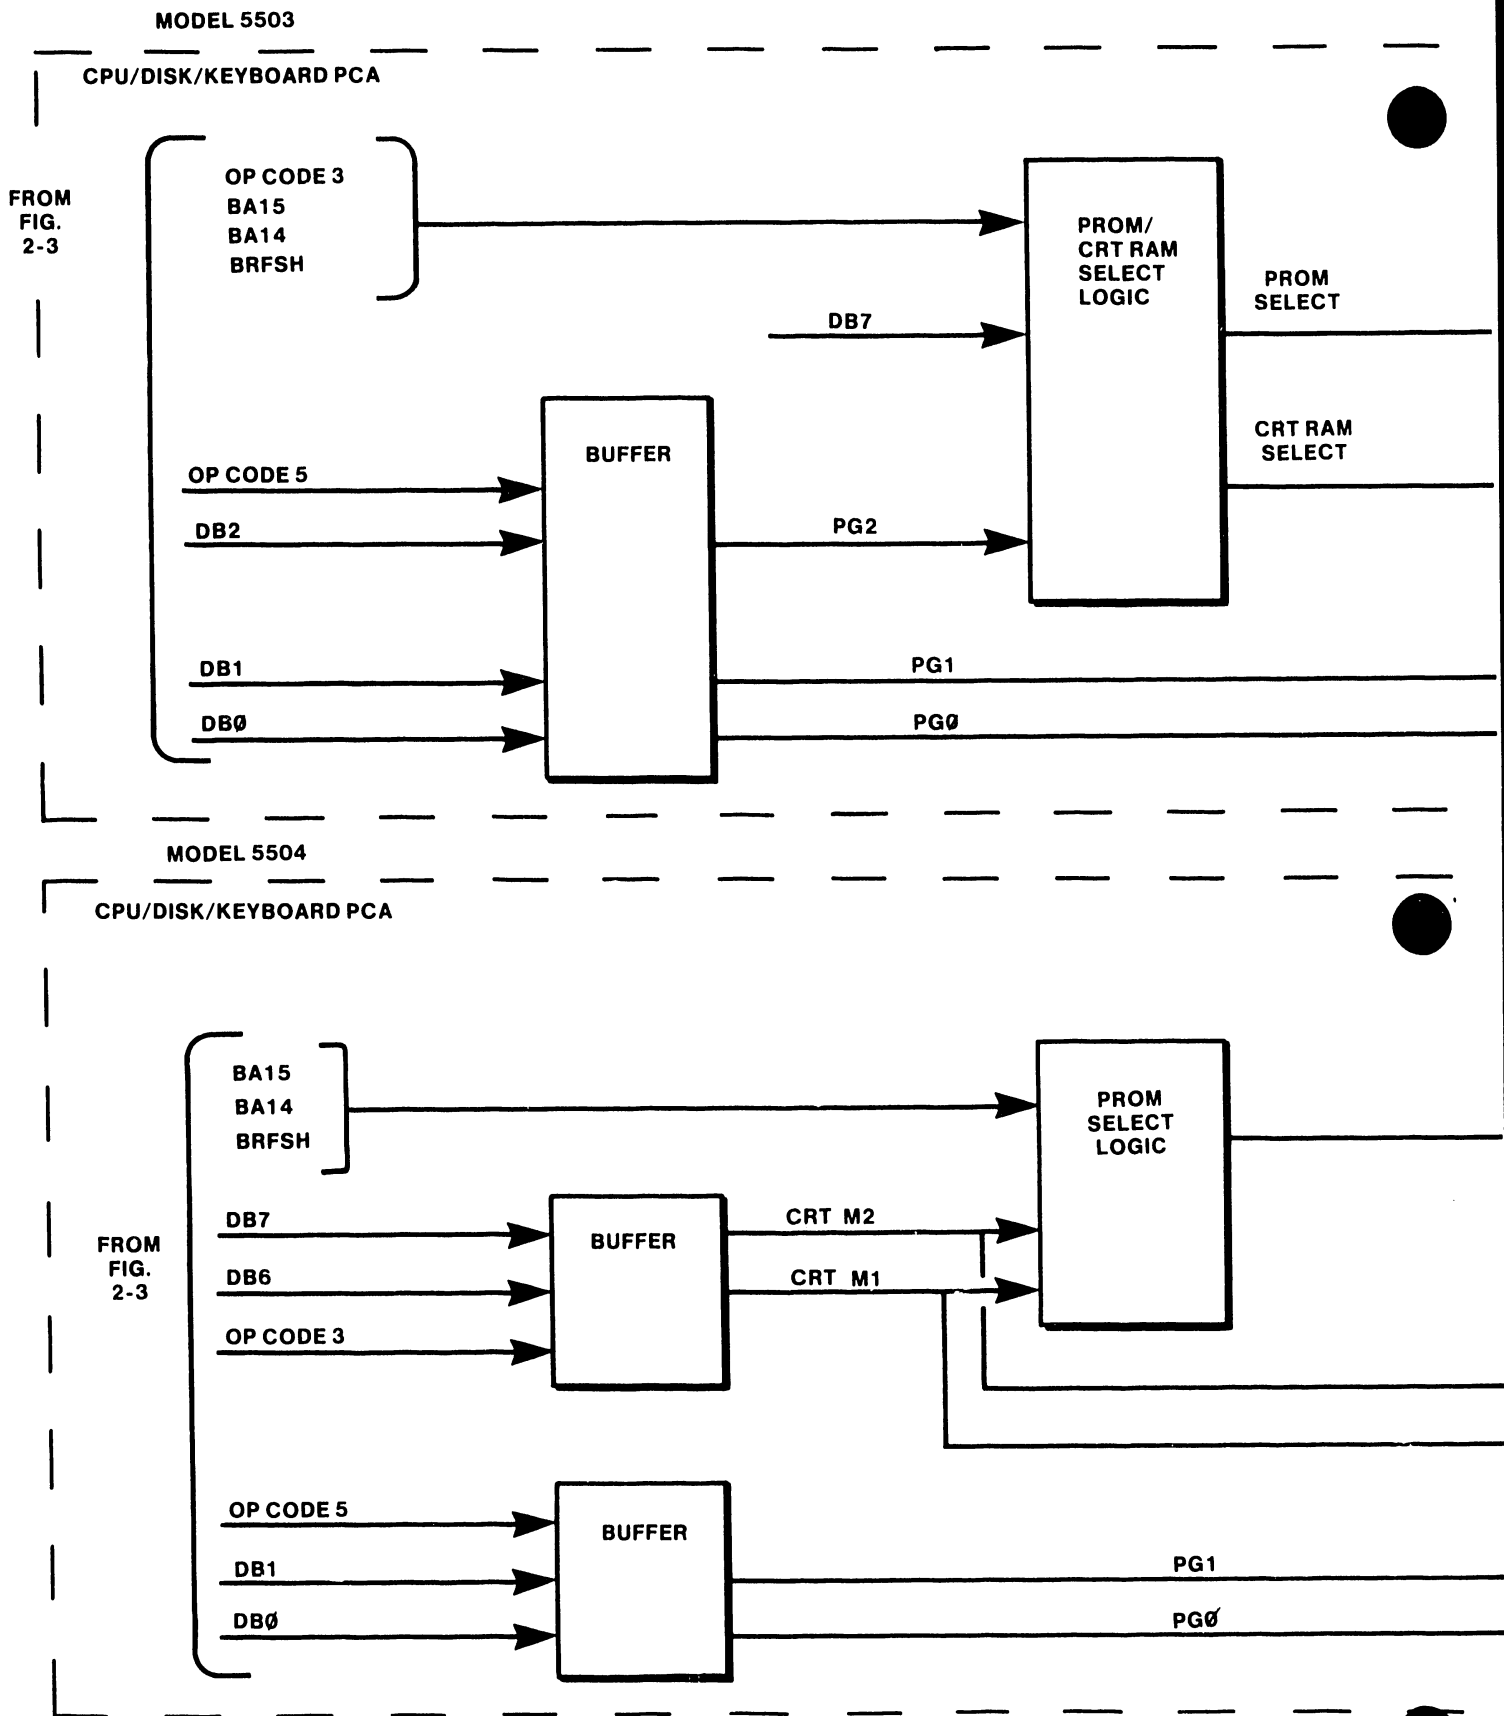 MODEL 5503
CPU/DISK/KEYBOARD PCA
FROM
FIG.
2-3
OP CODE 3
BA15
BA14
BRFSH
PROM/
CRT RAM
SELECT
LOGIC
PROM
SELECT
DB7
CRT RAM
SELECT
BUFFER
OP CODE 5
DB2
PG2
DB1
PG1
DBØ
PGØ
MODEL 5504
CPU/DISK/KEYBOARD PCA
BA15
BA14
BRFSH
PROM
SELECT
LOGIC
FROM
FIG.
2-3
DB7
DB6
OP CODE 3
BUFFER
CRT M2
CRT M1
OP CODE 5
DB1
DBØ
BUFFER
PG1
PGØ